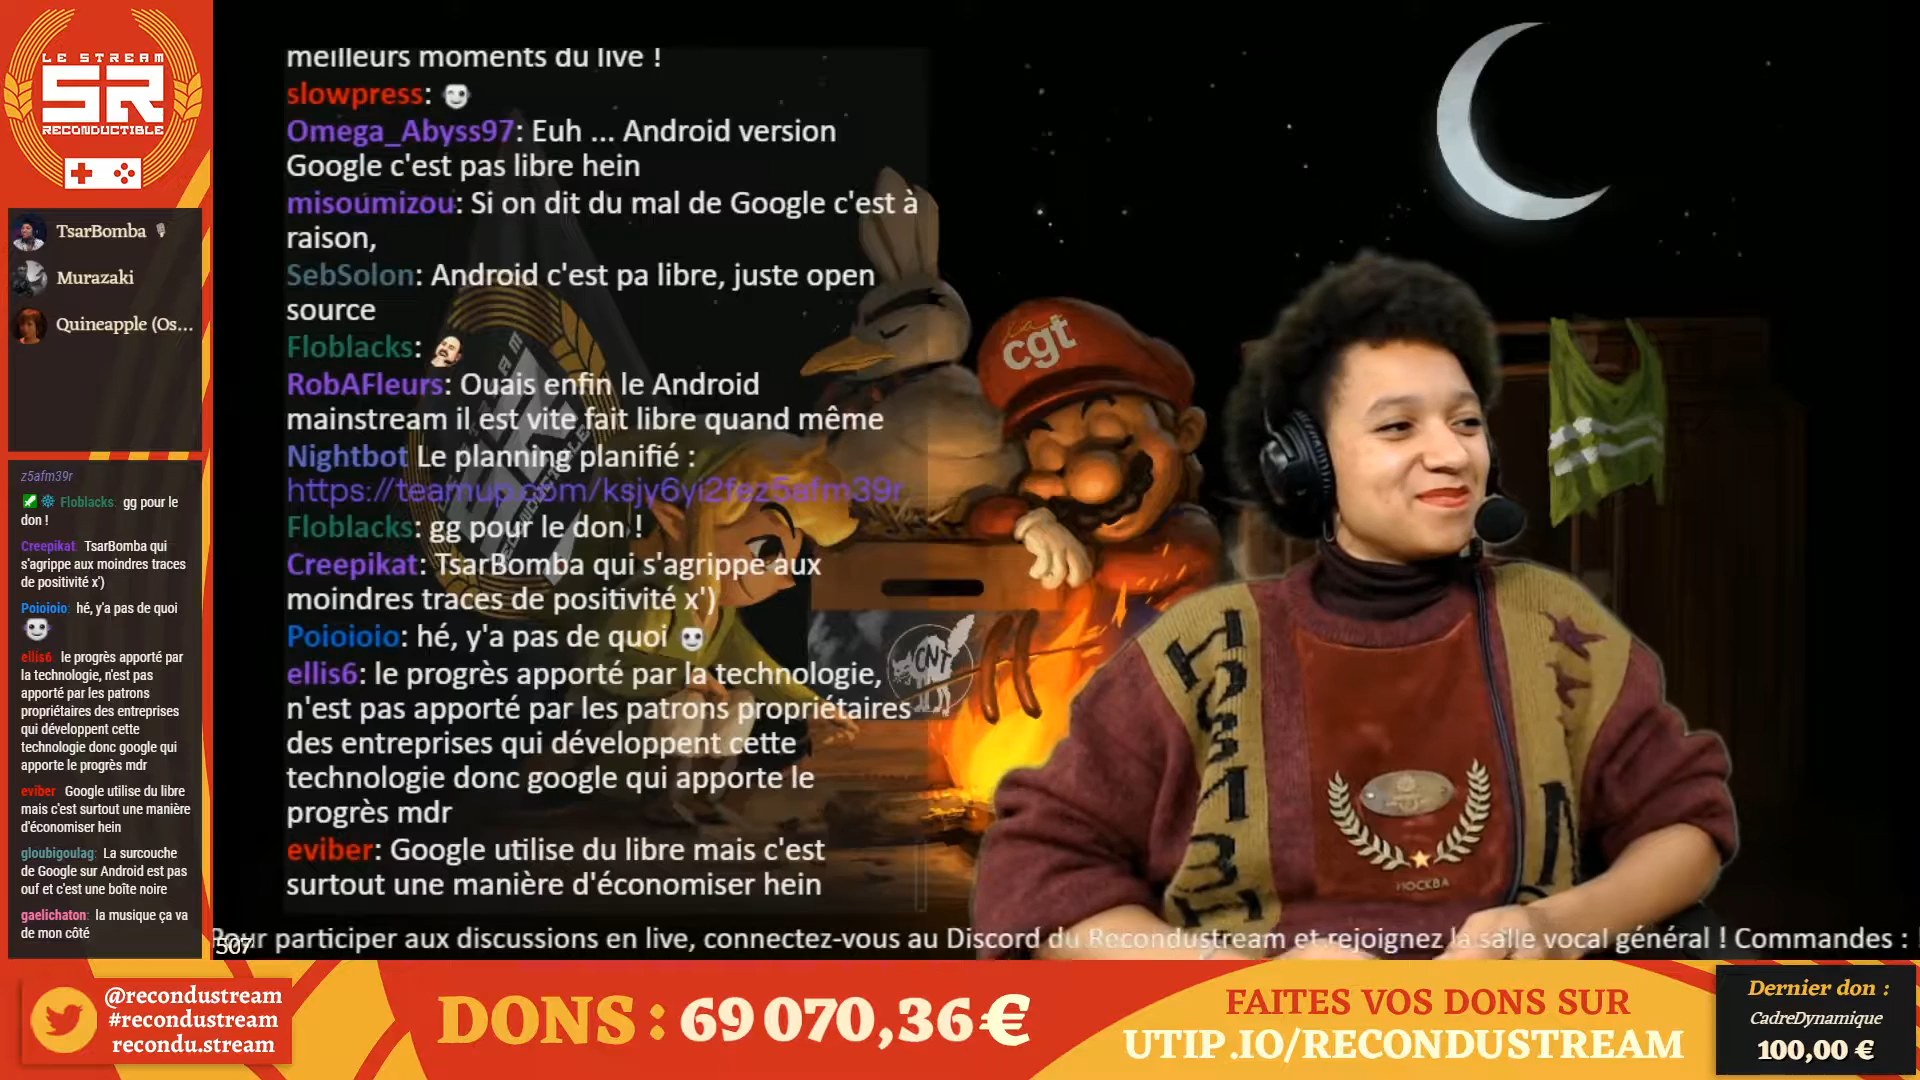 LE STREAM
SR
RECONDUCTIBLE
TsarBomba
Murazaki
Quineapple (Os...
z5afm39r
Floblacks: gg pour le
don !
Creepikat: TsarBomba qui
s'agrippe aux moindres traces
de positivité x')
Poioioio: hé, y'a pas de quoi
ellis6: le progrès apporté par
la technologie, n'est pas
apporté par les patrons
propriétaires des entreprises
qui développent cette
technologie donc google qui
apporte le progrès mdr
eviber: Google utilise du libre
mais c'est surtout une manière
d'économiser hein
gloubigoulag: La surcouche
de Google sur Android est pas
ouf et c'est une boîte noire
gaelichaton: la musique ça va
de mon côté
meilleurs moments du live !
slowpress:
Omega_Abyss97: Euh ... Android version
Google c'est pas libre hein
misoumizou: Si on dit du mal de Google c'est à
raison,
SebSolon: Android c'est pa libre, juste open
source
Floblacks:
RobAFleurs: Ouais enfin le Android
mainstream il est vite fait libre quand même
Nightbot Le planning planifié :
https://teamup.com/ksjy6yi2fez5afm39r
Floblacks: gg pour le don !
Creepikat: TsarBomba qui s'agrippe aux
moindres traces de positivité x')
Poioioio: hé, y'a pas de quoi
ellis6: le progrès apporté par la technologie,
n'est pas apporté par les patrons propriétaires
des entreprises qui développent cette
technologie donc google qui apporte le
progrès mdr
eviber: Google utilise du libre mais c'est
surtout une manière d'économiser hein
la
cgt
CNT
МОСКВА
507
Pour participer aux discussions en live, connectez-vous au Discord du Recondustream et rejoignez la salle vocal général ! Commandes :
@recondustream
#recondustream
recondu.stream
DONS : 69 070,36 €
FAITES VOS DONS SUR
UTIP.IO/RECONDUSTREAM
Dernier don :
CadreDynamique
100,00 €